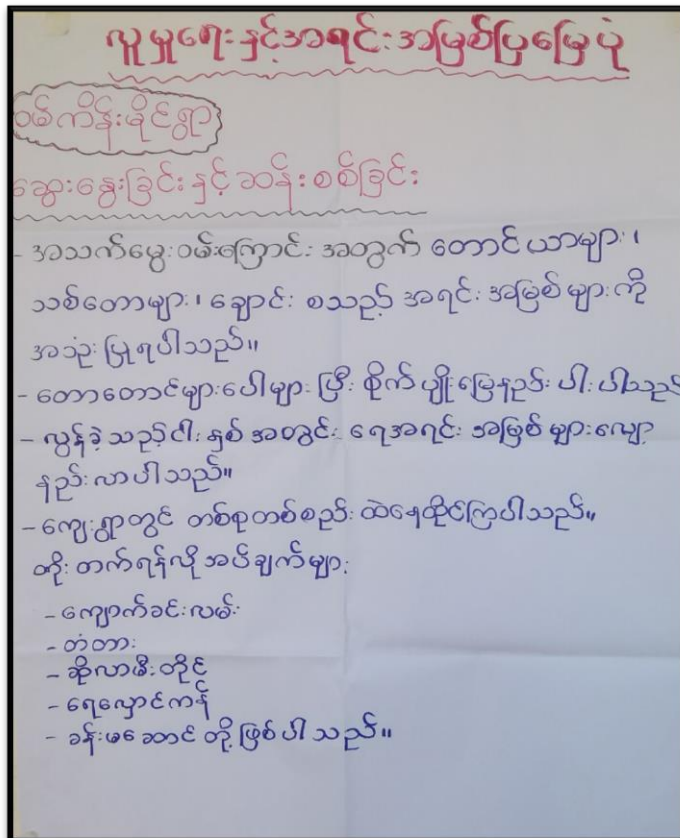 လူမှုရေးနှင့်အရင်းအမြစ်ပြမြေပုံ
ဝမ်ကိန်းမိုင်ရွာ
ဆွေးနွေးခြင်းနှင့် ဆန်းစစ်ခြင်း
- အသက်မွေးဝမ်းကြောင်း အတွက် တောင်ယာများ၊
သစ်တောများ၊ ချောင်း စသည့် အရင်းအမြစ်များကို
အသုံးပြုရပါသည်။
- တောတောင်များပေါများပြီး စိုက်ပျိုးမြေနည်းပါးပါသည်
- လွန်ခဲ့သည့်ငါးနှစ်အတွင်း ရေအရင်းအမြစ်များလျော့
နည်းလာပါသည်။
- ကျေးရွာတွင် တစ်စုတစ်စည်းထဲနေထိုင်ကြပါသည်။
တိုးတက်ရန်လိုအပ်ချက်များ
- ကျောက်ခင်းလမ်း
- တံတား
- ဆိုလာမီးတိုင်
- ရေလှောင်ကန်
- ခန်းမဆောင် တို့ဖြစ်ပါသည်။